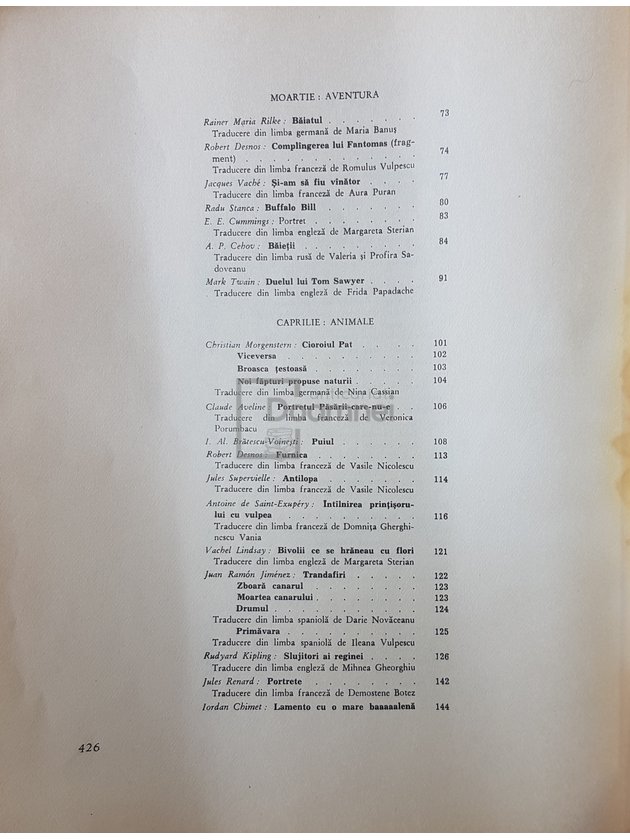 MOARTIE : AVENTURA
Rainer Maria Rilke : Băiatul . . . . . . . 73
Traducere din limba germană de Maria Banuș
Robert Desnos : Complingerea lui Fantomas (frag-
ment) . . . . . . . . . . . 74
Traducere din limba franceză de Romulus Vulpescu
Jacques Vaché : Și-am să fiu vînător . . . . 77
Traducere din limba franceză de Aura Puran
Radu Stanca : Buffalo Bill . . . . . . . 80
E. E. Cummings : Portret . . . . . . . . 83
Traducere din limba engleză de Margareta Sterian
A. P. Cehov : Băieții . . . . . . . . . 84
Traducere din limba rusă de Valeria și Profira Sa-
doveanu
Mark Twain : Duelul lui Tom Sawyer . . . . 91
Traducere din limba engleză de Frida Papadache
CAPRILIE : ANIMALE
Christian Morgenstern : Cioroiul Pat . . . . 101
Viceversa . . . . . . . . . 102
Broasca țestoasă . . . . . . . 103
Noi făpturi propuse naturii . . . . 104
Traducere din limba germană de Nina Cassian
Claude Aveline : Portretul Păsării-care-nu-e . . 106
Traducere din limba franceză de Veronica
Porumbacu
I. Al. Brătescu-Voinești : Puiul . . . . . 108
Robert Desnos : Furnica . . . . . . . . 113
Traducere din limba franceză de Vasile Nicolescu
Jules Supervielle : Antilopa . . . . . . 114
Traducere din limba franceză de Vasile Nicolescu
Antoine de Saint-Exupéry : Intîlnirea prințișoru-
lui cu vulpea . . . . . . . . . 116
Traducere din limba franceză de Domnița Gherghi-
nescu Vania
Vachel Lindsay : Bivolii ce se hrăneau cu flori 121
Traducere din limba engleză de Margareta Sterian
Juan Ramón Jiménez : Trandafiri . . . . . 122
Zboară canarul . . . . . . . 123
Moartea canarului . . . . . . . 123
Drumul . . . . . . . . . . 124
Traducere din limba spaniolă de Darie Novăceanu
Primăvara . . . . . . . . . 125
Traducere din limba spaniolă de Ileana Vulpescu
Rudyard Kipling : Slujitori ai reginei . . . . 126
Traducere din limba engleză de Mihnea Gheorghiu
Jules Renard : Portrete . . . . . . . . 142
Traducere din limba franceză de Demostene Botez
Iordan Chimet : Lamento cu o mare baaaaalenă 144
426